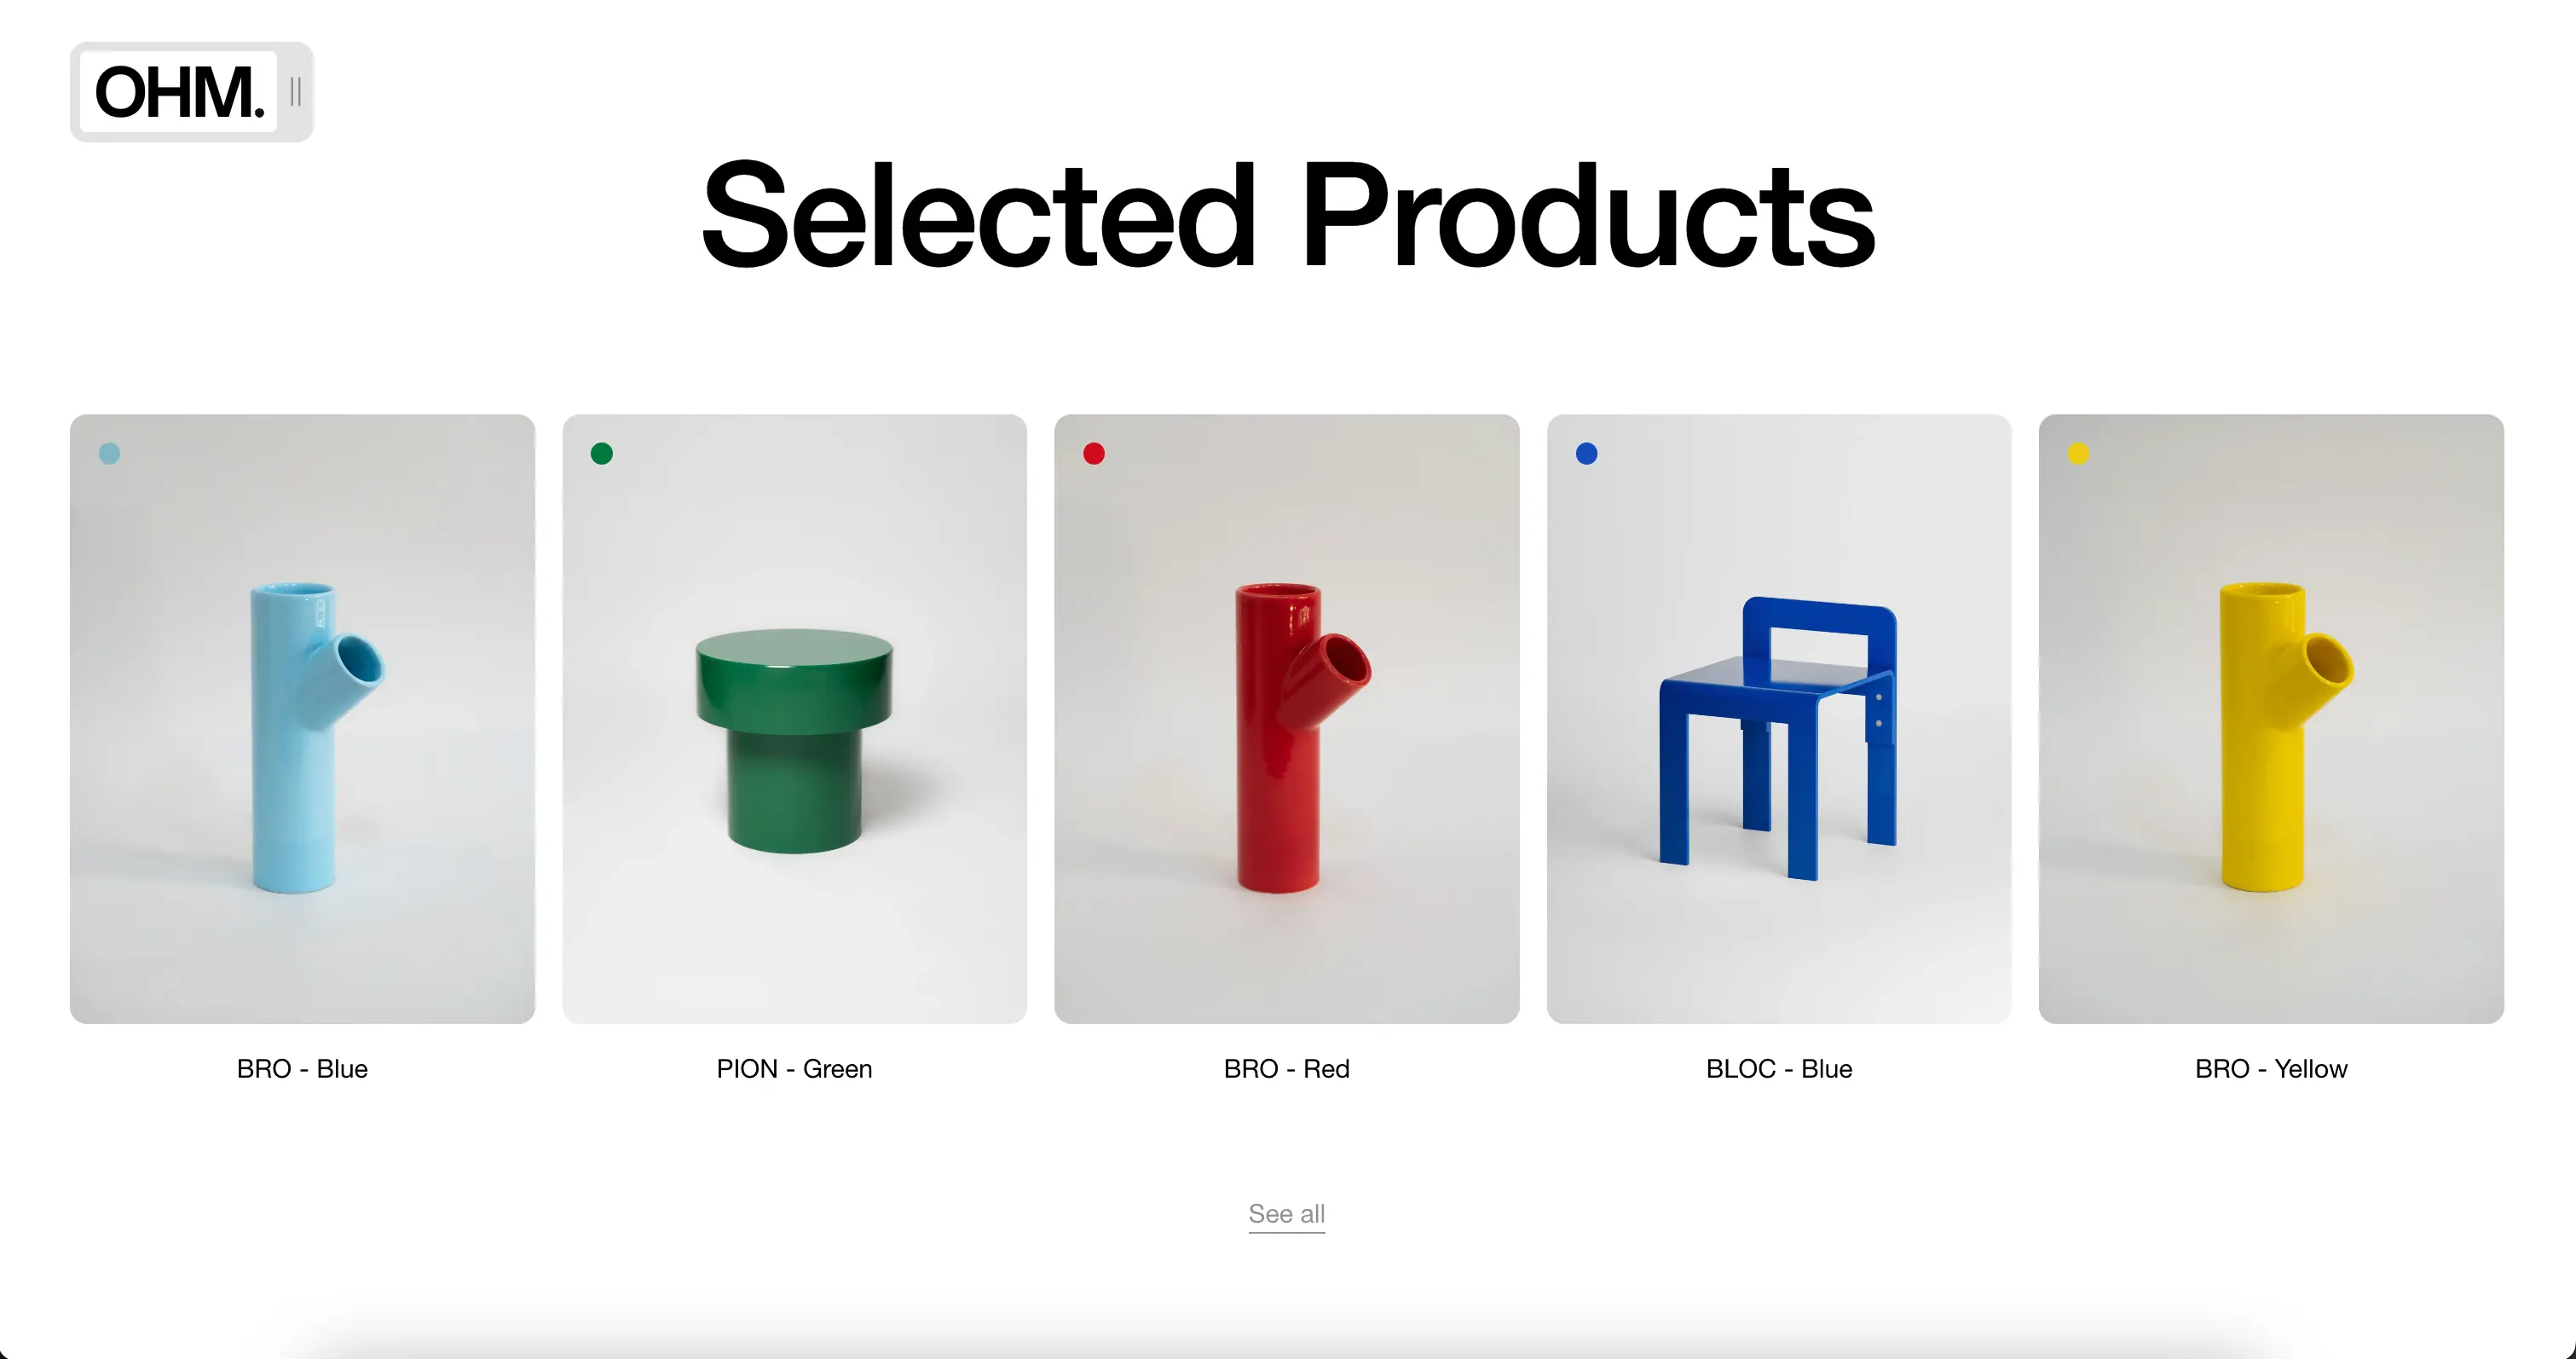 OHM.
Selected Products
BRO - Blue
PION - Green
BRO - Red
BLOC - Blue
BRO - Yellow
See all